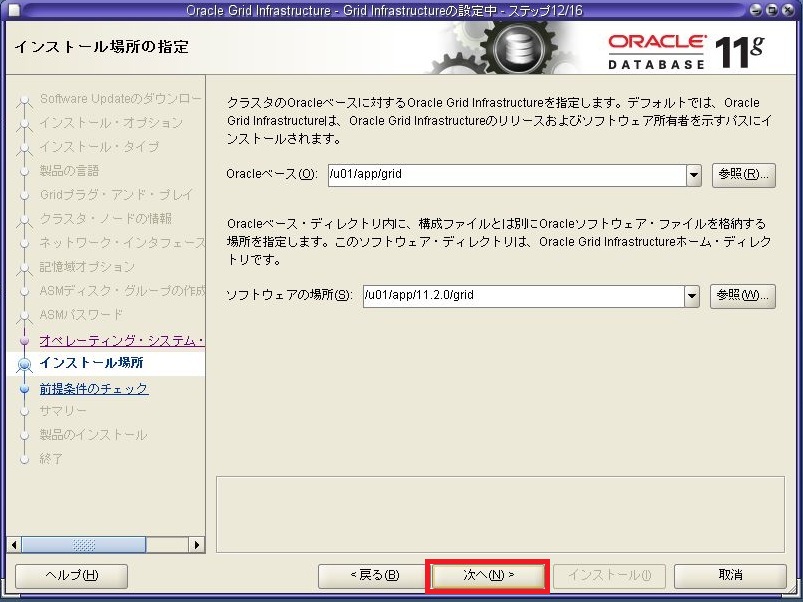 Oracle Grid Infrastructure - Grid Infrastructureの設定中 - ステップ12/16
インストール場所の指定
ORACLE
DATABASE 11g
Software Updateのダウンロー
インストール・オプション
インストール・タイプ
製品の言語
Gridプラグ・アンド・プレイ
クラスタ・ノードの情報
ネットワーク・インタフェース
記憶域オプション
ASMディスク・グループの作成
ASMパスワード
オペレーティング・システム・
インストール場所
前提条件のチェック
サマリー
製品のインストール
終了
クラスタのOracleベースに対するOracle Grid Infrastructureを指定します。デフォルトでは、Oracle
Grid Infrastructureは、Oracle Grid Infrastructureのリリースおよびソフトウェア所有者を示すパスにイ
ンストールされます。
Oracleベース(O): /u01/app/grid 参照(R)...
Oracleベース・ディレクトリ内に、構成ファイルとは別にOracleソフトウェア・ファイルを格納する
場所を指定します。このソフトウェア・ディレクトリは、Oracle Grid Infrastructureホーム・ディレク
トリです。
ソフトウェアの場所(S): /u01/app/11.2.0/grid 参照(W)...
ヘルプ(H) <戻る(B) 次へ(N) > インストール(I) 取消